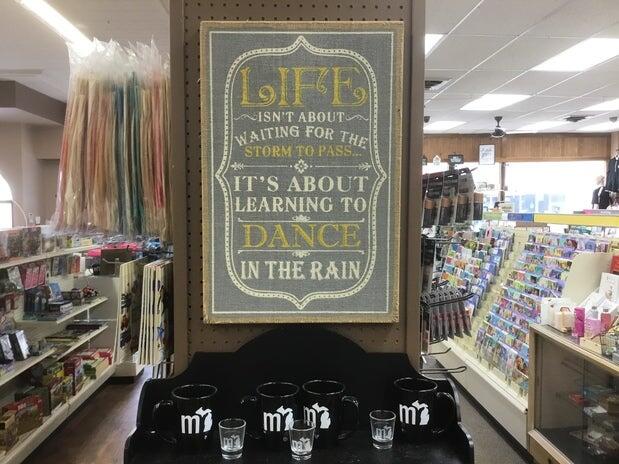 LIFE
ISN'T ABOUT
WAITING FOR THE
STORM TO PASS...
IT'S ABOUT
LEARNING TO
DANCE
IN THE RAIN
m
m
m
m
m
m